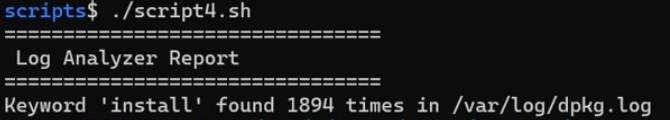 scripts$ ./script4.sh
================================
 Log Analyzer Report
================================
Keyword 'install' found 1894 times in /var/log/dpkg.log